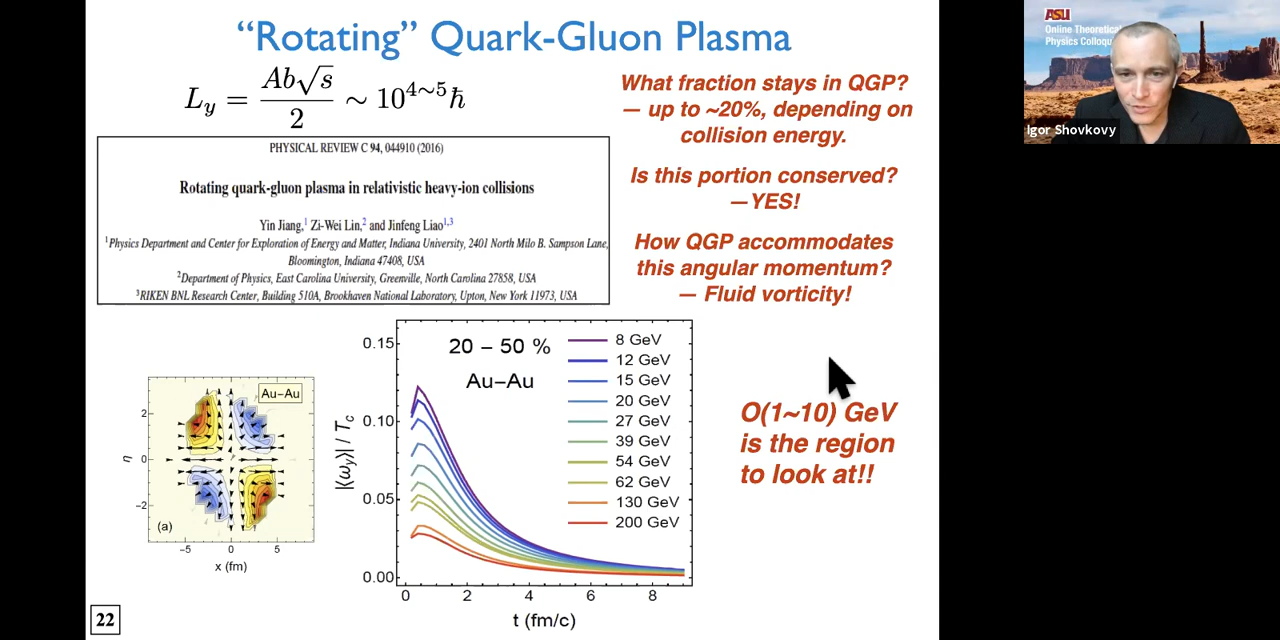 “Rotating” Quark-Gluon Plasma
L_y = Ab√s / 2 ∼ 10^{4∼5}ħ
What fraction stays in QGP?
— up to ~20%, depending on
collision energy.
Is this portion conserved?
—YES!
How QGP accommodates
this angular momentum?
— Fluid vorticity!
PHYSICAL REVIEW C 94, 044910 (2016)
Rotating quark-gluon plasma in relativistic heavy-ion collisions
Yin Jiang,1 Zi-Wei Lin,2 and Jinfeng Liao1,3
1Physics Department and Center for Exploration of Energy and Matter, Indiana University, 2401 North Milo B. Sampson Lane,
Bloomington, Indiana 47408, USA
2Department of Physics, East Carolina University, Greenville, North Carolina 27858, USA
3RIKEN BNL Research Center, Building 510A, Brookhaven National Laboratory, Upton, New York 11973, USA
Au−Au
η
2
0
−2
(a)
−5 0 5
x (fm)
|⟨ω_y⟩| / T_c
0.15
0.10
0.05
0.00
20 − 50 %
Au−Au
8 GeV
12 GeV
15 GeV
20 GeV
27 GeV
39 GeV
54 GeV
62 GeV
130 GeV
200 GeV
0 2 4 6 8
t (fm/c)
O(1~10) GeV
is the region
to look at!!
22
ASU
Online Theoretical
Physics Colloqu
Igor Shovkovy